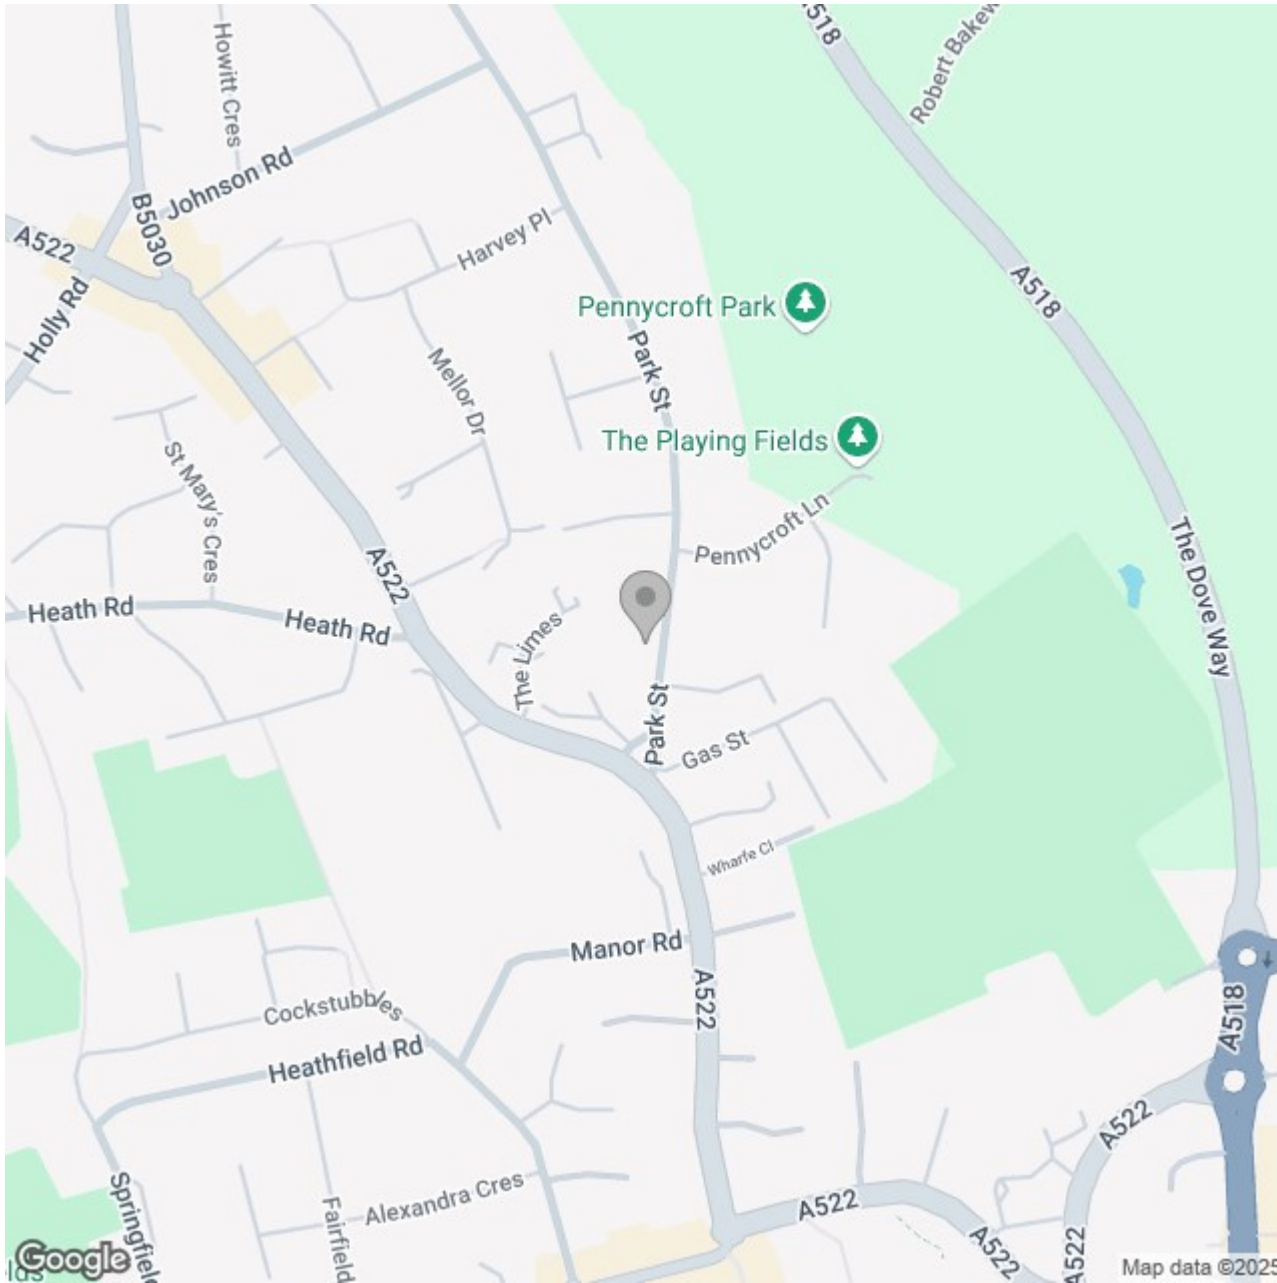 A518
Robert Bakew
Howitt Cres
Johnson Rd
B5030
A522
Harvey Pl
Holly Rd
A518
Pennycroft Park
Park St
Mellor Dr
The Playing Fields
St Mary's Cres
Pennycroft Ln
The Dove Way
A522
Heath Rd
Heath Rd
The Limes
Park St
Gas St
Wharfe Cl
Manor Rd
A522
Cockstubbles
A518
Heathfield Rd
A522
Springfield
Alexandra Cres
Fairfield
A522
A522
A522
Google
lds
Map data ©2025